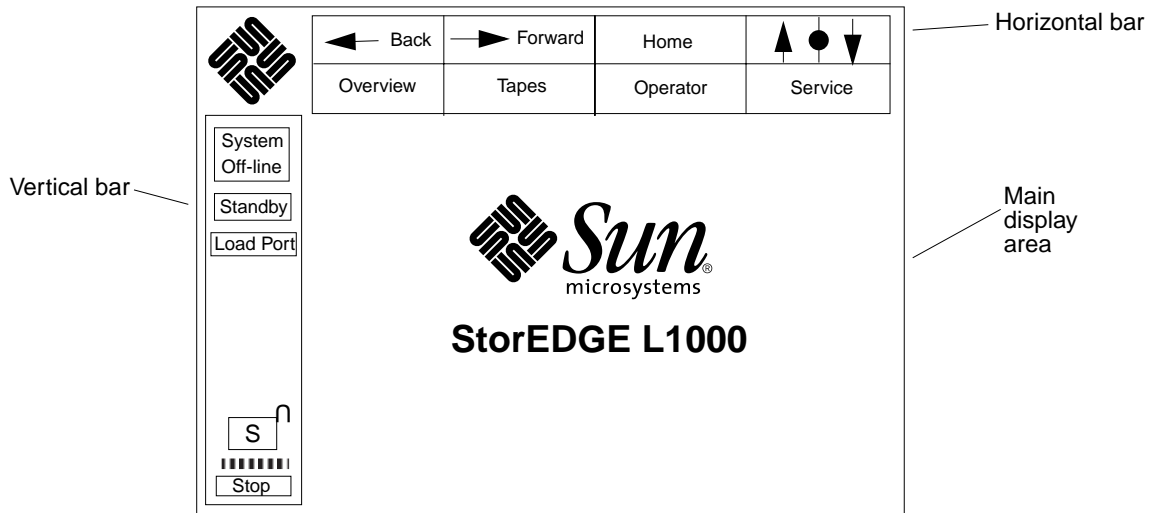 Back
Forward
Home
Overview
Tapes
Operator
Service
Horizontal bar
System
Off-line
Standby
Load Port
Vertical bar
Sun®
microsystems
StorEDGE L1000
Main
display
area
S
Stop